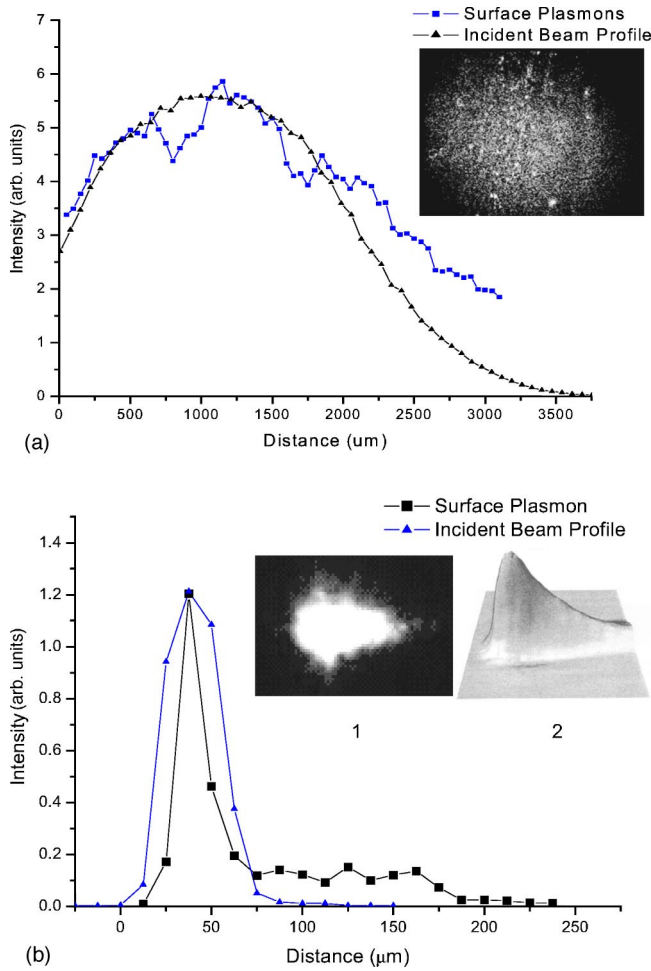 Surface Plasmons
Incident Beam Profile
7
6
5
4
3
2
1
0
Intensity (arb. units)
0 500 1000 1500 2000 2500 3000 3500
Distance (um)
(a)
Surface Plasmon
Incident Beam Profile
1.4
1.2
1.0
0.8
0.6
0.4
0.2
0.0
Intensity (arb. units)
1 2
0 50 100 150 200 250
Distance (μm)
(b)